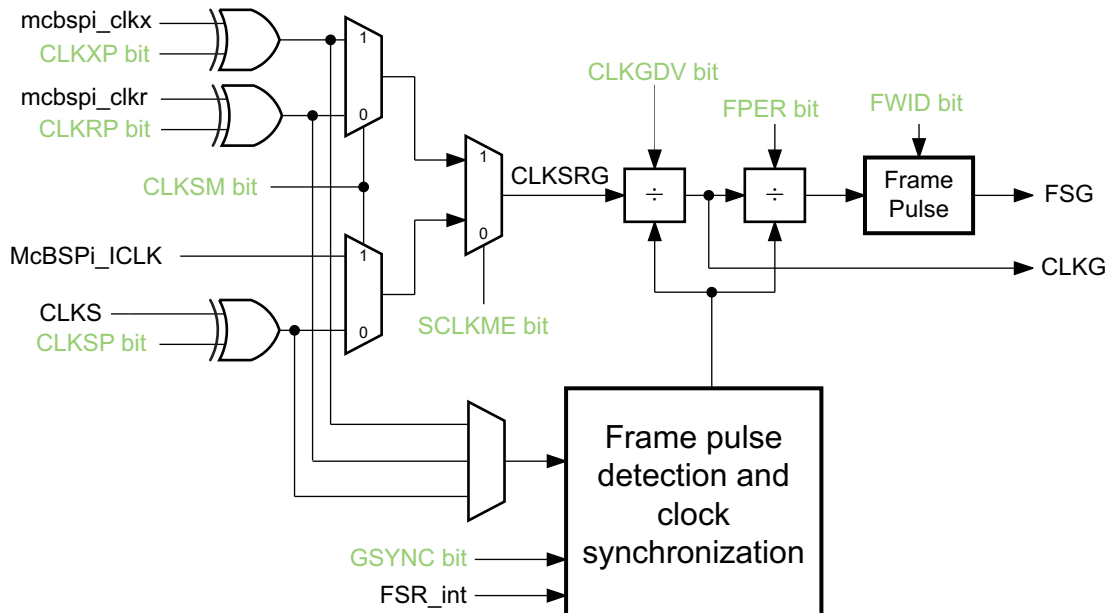 mcbspi_clkx
CLKXP bit
mcbspi_clkr
CLKRP bit
CLKSM bit
McBSPi_ICLK
CLKS
CLKSP bit
1
0
1
0
1
0
SCLKME bit
CLKSRG
CLKGDV bit
÷
FPER bit
÷
FWID bit
Frame
Pulse
FSG
CLKG
Frame pulse
detection and
clock
synchronization
GSYNC bit
FSR_int